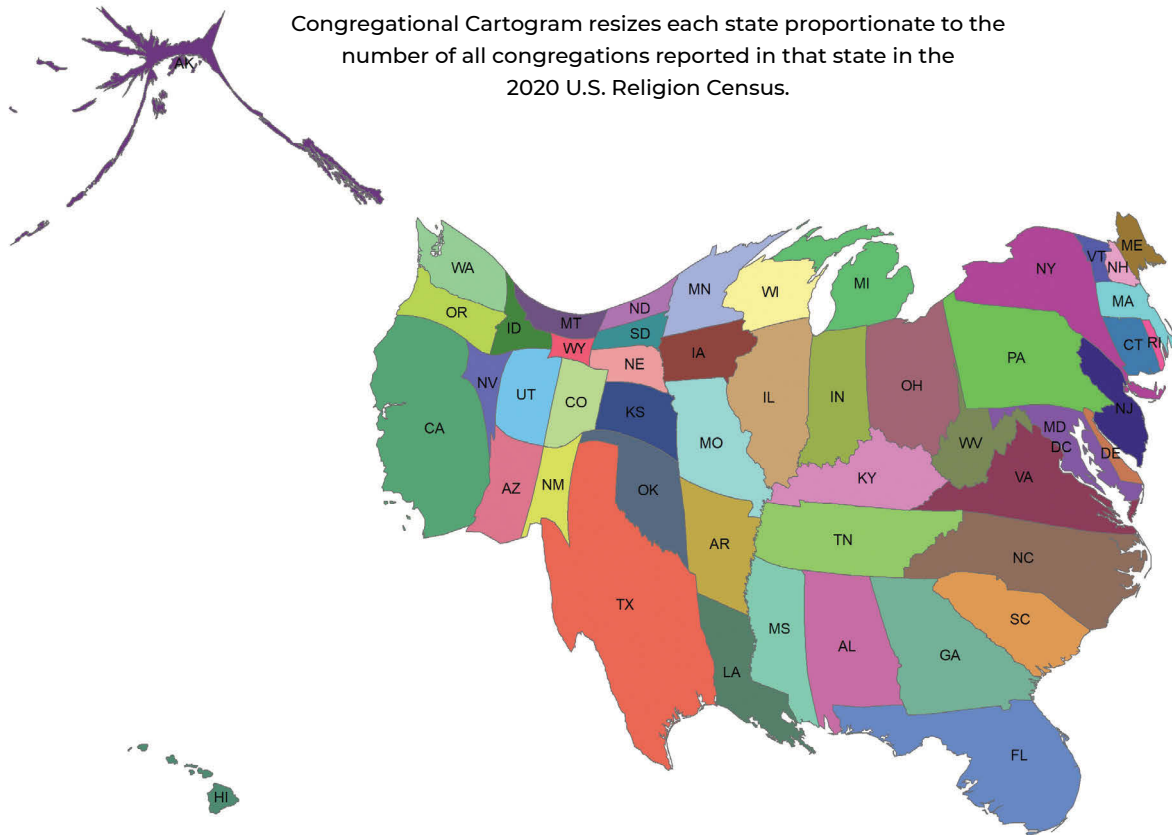 Congregational Cartogram resizes each state proportionate to the
number of all congregations reported in that state in the
2020 U.S. Religion Census.
AK
WA
OR
ID
MT
ND
MN
WI
MI
NY
VT
NH
ME
MA
CT
RI
SD
WY
NE
IA
PA
NV
UT
CO
KS
MO
IL
IN
OH
NJ
CA
WV
MD
DC
DE
KY
VA
AZ
NM
OK
AR
TN
NC
TX
MS
AL
GA
SC
LA
FL
HI